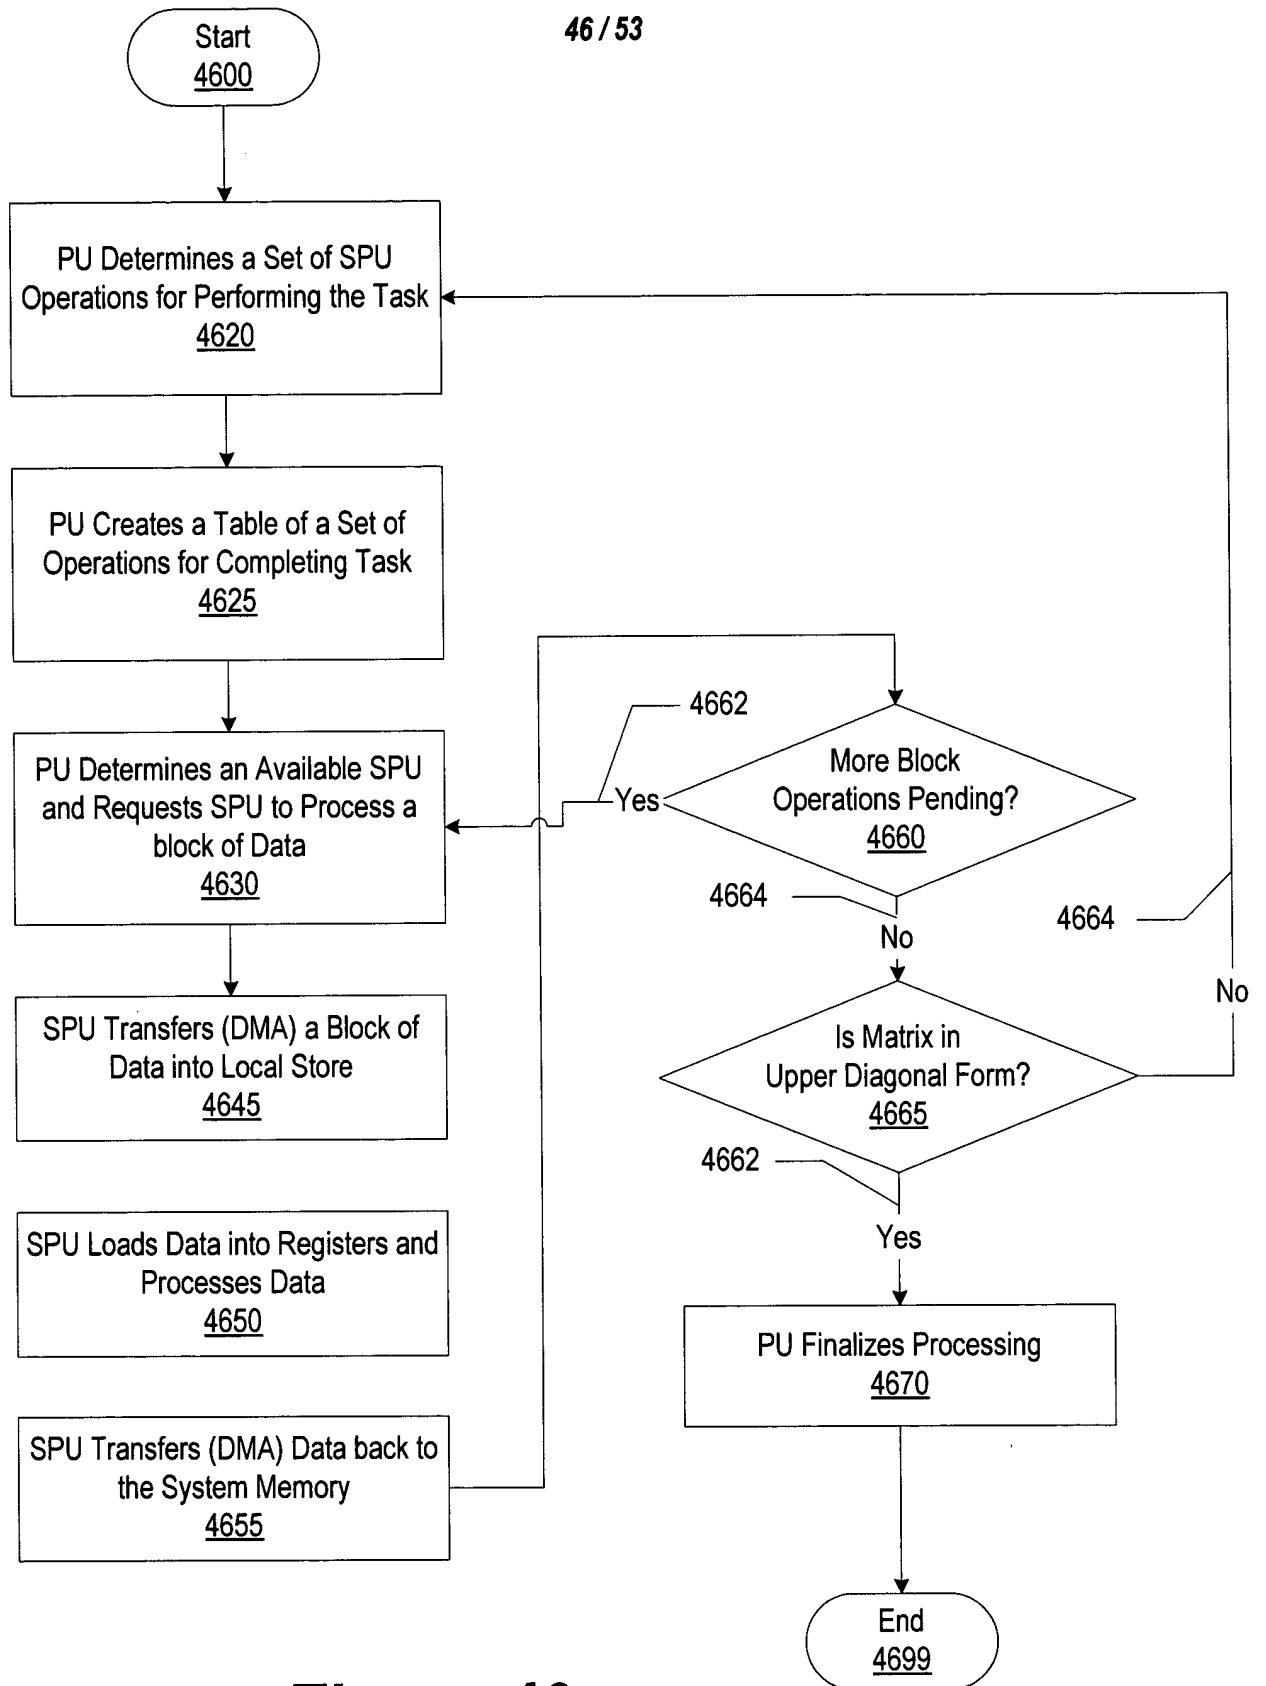 46 / 53
Start
4600
PU Determines a Set of SPU
Operations for Performing the Task
4620
PU Creates a Table of a Set of
Operations for Completing Task
4625
PU Determines an Available SPU
and Requests SPU to Process a
block of Data
4630
SPU Transfers (DMA) a Block of
Data into Local Store
4645
SPU Loads Data into Registers and
Processes Data
4650
SPU Transfers (DMA) Data back to
the System Memory
4655
4662
Yes
More Block
Operations Pending?
4660
4664
No
4664
No
Is Matrix in
Upper Diagonal Form?
4665
4662
Yes
PU Finalizes Processing
4670
End
4699